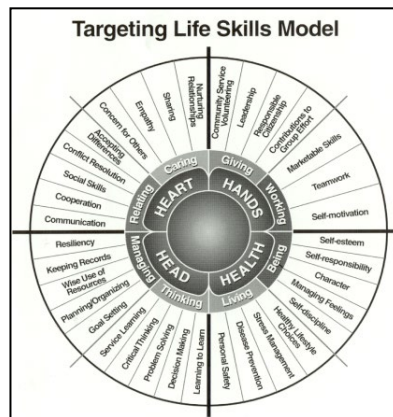 Targeting Life Skills Model
Nurturing
Relationships
Sharing
Empathy
Concern for Others
Accepting
Differences
Conflict Resolution
Social Skills
Cooperation
Communication
Community Service
Volunteering
Leadership
Responsible
Citizenship
Contributions to
Group Effort
Marketable Skills
Teamwork
Self-motivation
Caring
Relating
HEART
Giving
Working
HANDS
Managing
Thinking
HEAD
Being
Living
HEALTH
Resiliency
Keeping Records
Wise Use of
Resources
Planning/Organizing
Goal Setting
Service Learning
Critical Thinking
Problem Solving
Decision Making
Learning to Learn
Self-esteem
Self-responsibility
Character
Managing Feelings
Self-discipline
Healthy Lifestyle
Choices
Stress Management
Disease Prevention
Personal Safety